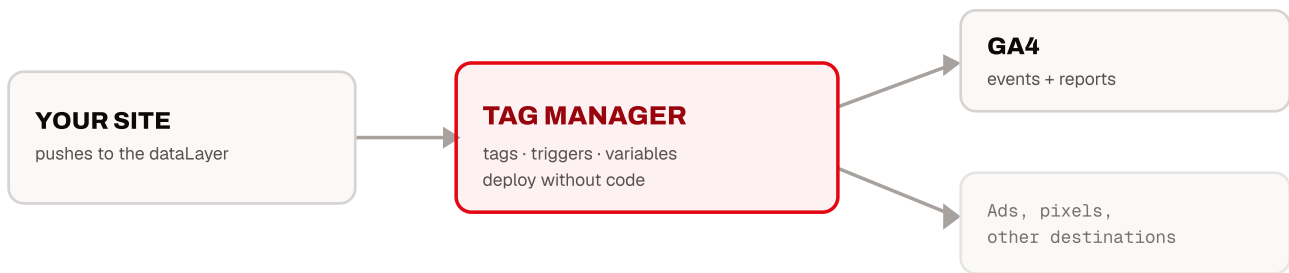 YOUR SITE
pushes to the dataLayer
TAG MANAGER
tags · triggers · variables
deploy without code
GA4
events + reports
Ads, pixels,
other destinations